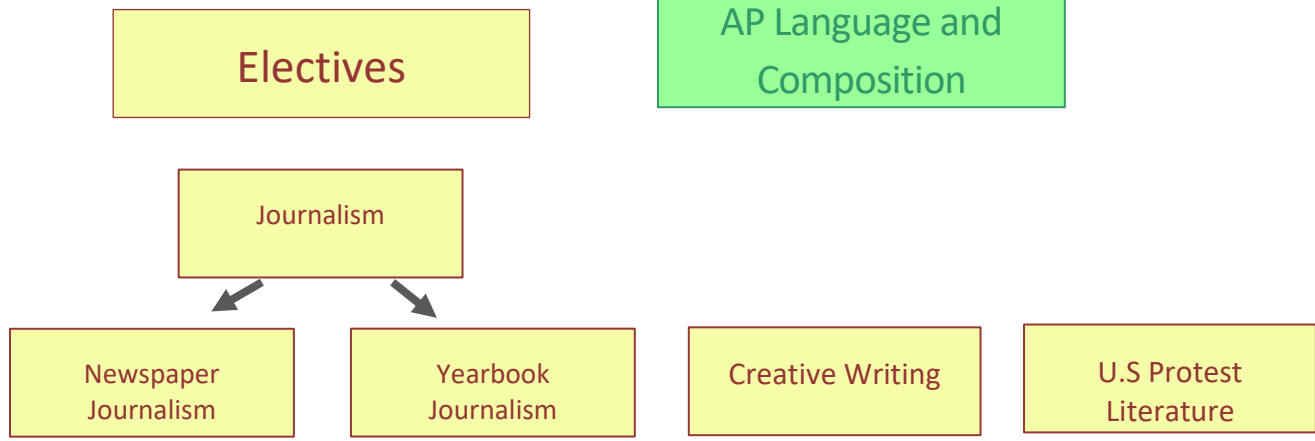 Electives
AP Language and
Composition
Journalism
Newspaper
Journalism
Yearbook
Journalism
Creative Writing
U.S Protest
Literature